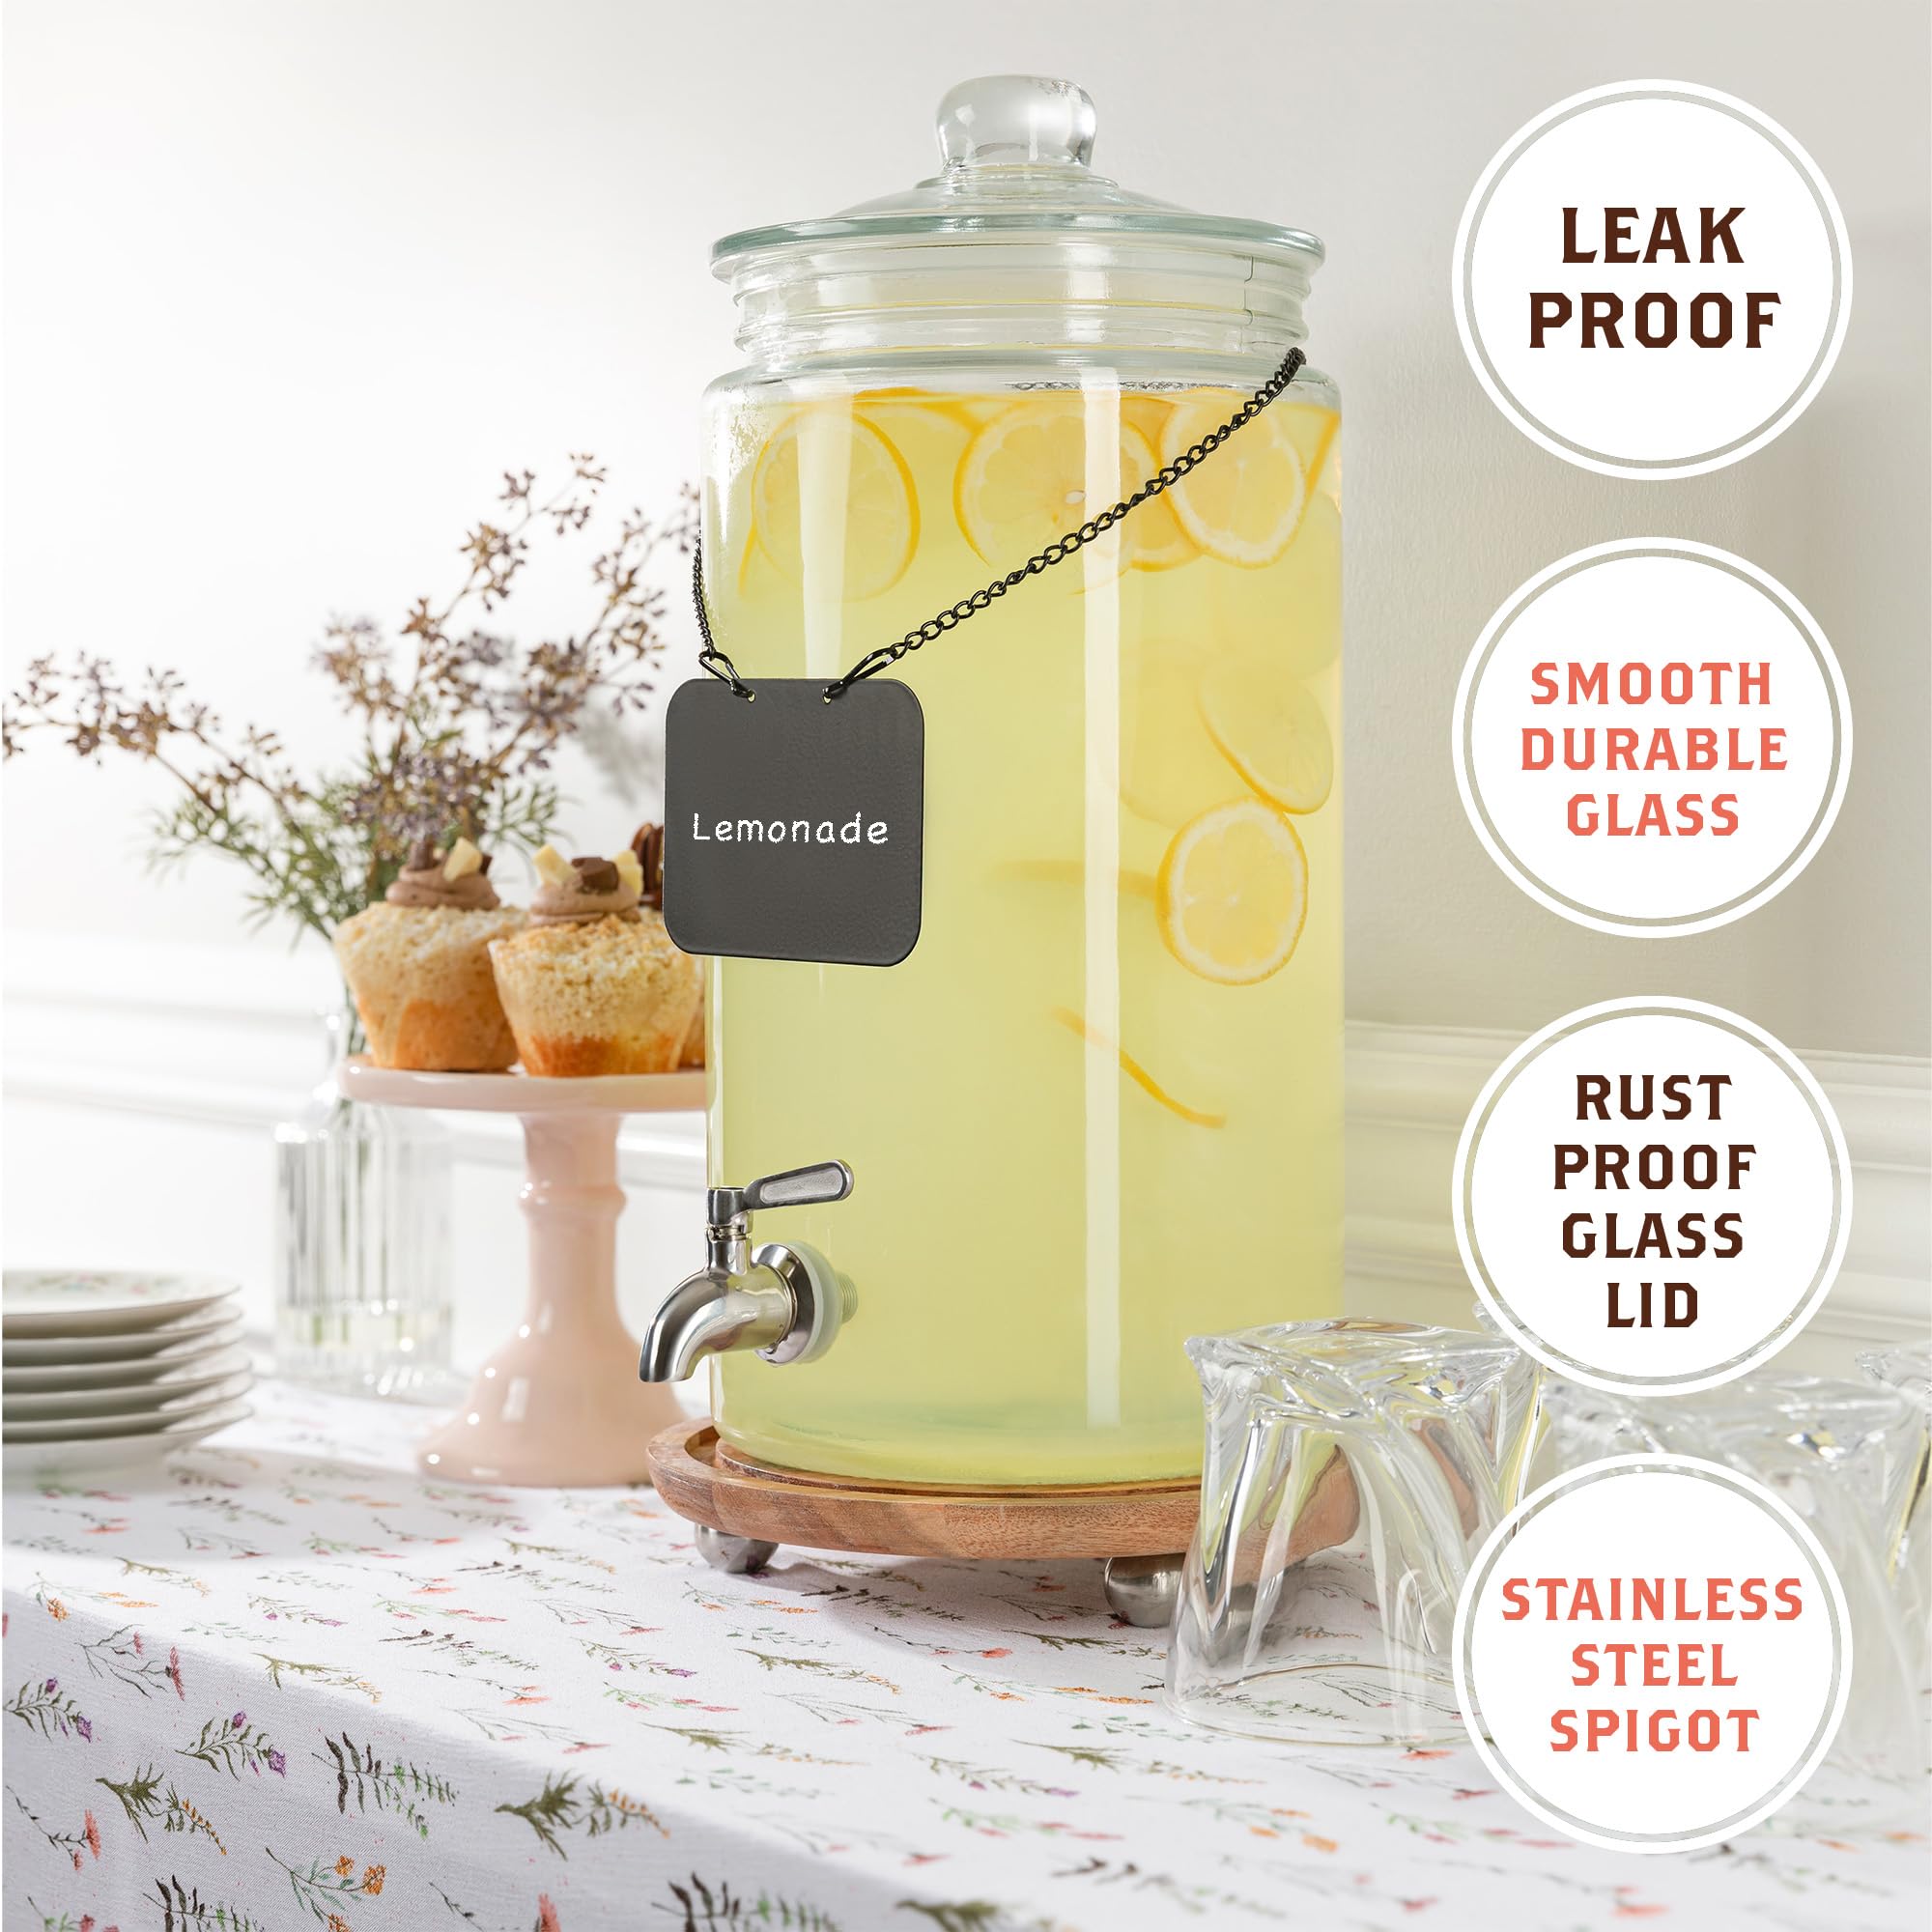 LEAK
PROOF
Lemonade
SMOOTH
DURABLE
GLASS
RUST
PROOF
GLASS
LID
STAINLESS
STEEL
SPIGOT